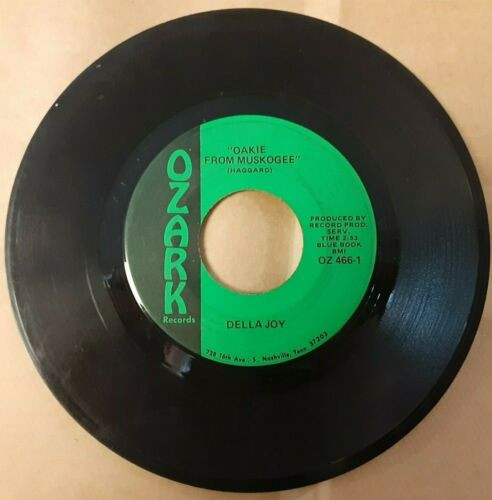 OZARK
Records
"OAKIE
FROM MUSKOGEE"
(HAGGARD)
PRODUCED BY
RECORD PROD.
SERV.
TIME 2:53
BLUE BOOK
BMI
OZ 466-1
DELLA JOY
728 16th Ave., S., Nashville, Tenn 37203